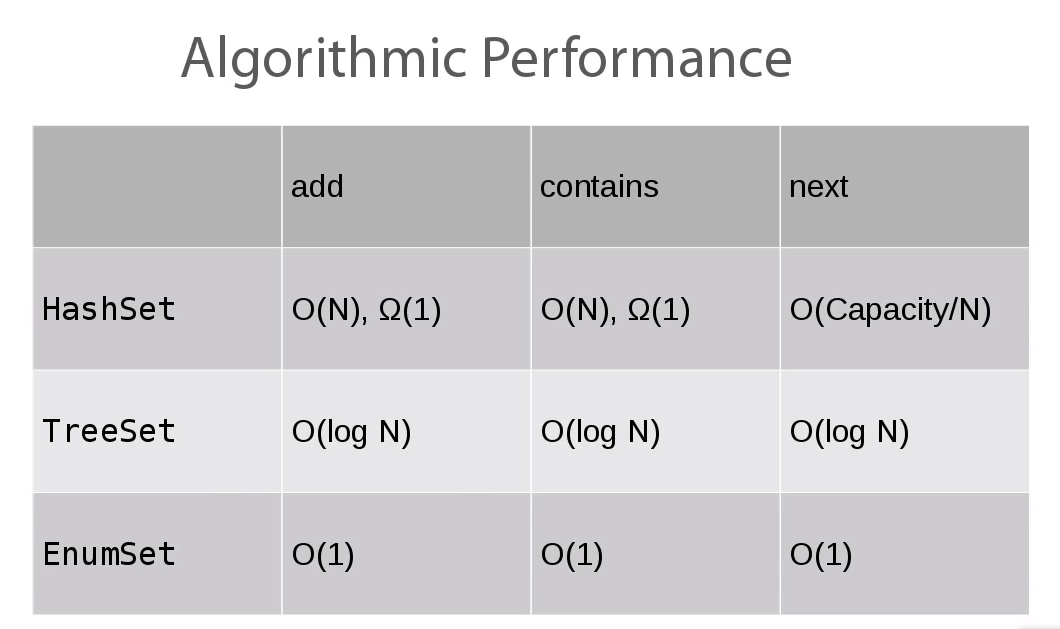 Algorithmic Performance
add contains next
HashSet O(N), Ω(1) O(N), Ω(1) O(Capacity/N)
TreeSet O(log N) O(log N) O(log N)
EnumSet O(1) O(1) O(1)